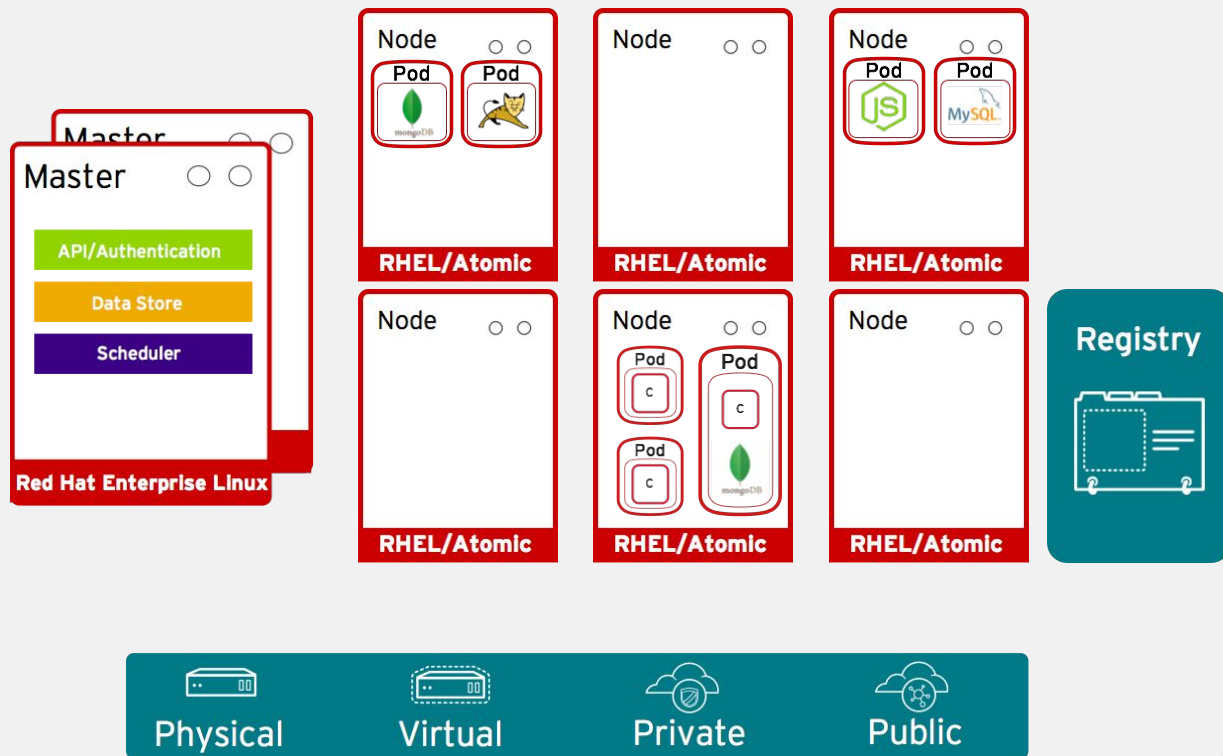 Master
Master
API/Authentication
Data Store
Scheduler
Red Hat Enterprise Linux
Node
Pod
mongoDB
Pod
RHEL/Atomic
Node
RHEL/Atomic
Node
Pod
JS
Pod
MySQL
RHEL/Atomic
Node
RHEL/Atomic
Node
Pod
c
Pod
c
Pod
c
mongoDB
RHEL/Atomic
Node
RHEL/Atomic
Registry
Physical
Virtual
Private
Public